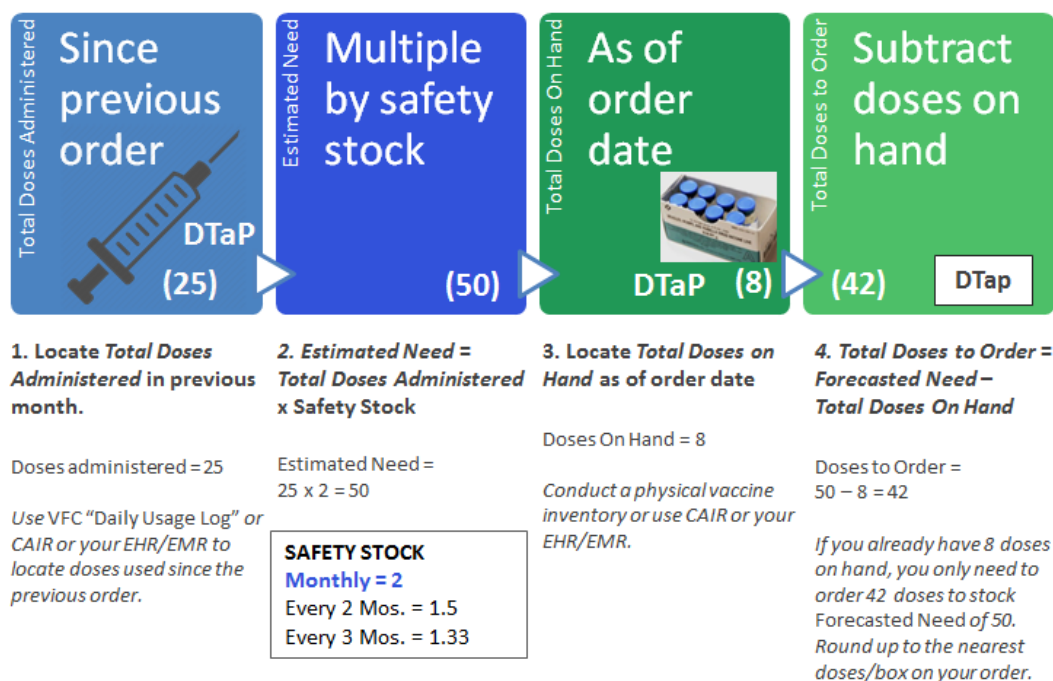 Total Doses Administered
Since
previous
order
DTaP
(25)
Estimated Need
Multiple
by safety
stock
(50)
Total Doses On Hand
As of
order
date
DTaP (8)
Total Doses to Order
Subtract
doses on
hand
(42)
DTap
1. Locate Total Doses
Administered in previous
month.
Doses administered = 25
Use VFC “Daily Usage Log” or
CAIR or your EHR/EMR to
locate doses used since the
previous order.
2. Estimated Need =
Total Doses Administered
x Safety Stock
Estimated Need =
25 x 2 = 50
SAFETY STOCK
Monthly = 2
Every 2 Mos. = 1.5
Every 3 Mos. = 1.33
3. Locate Total Doses on
Hand as of order date
Doses On Hand = 8
Conduct a physical vaccine
inventory or use CAIR or your
EHR/EMR.
4. Total Doses to Order =
Forecasted Need –
Total Doses On Hand
Doses to Order =
50 – 8 = 42
If you already have 8 doses
on hand, you only need to
order 42 doses to stock
Forecasted Need of 50.
Round up to the nearest
doses/box on your order.